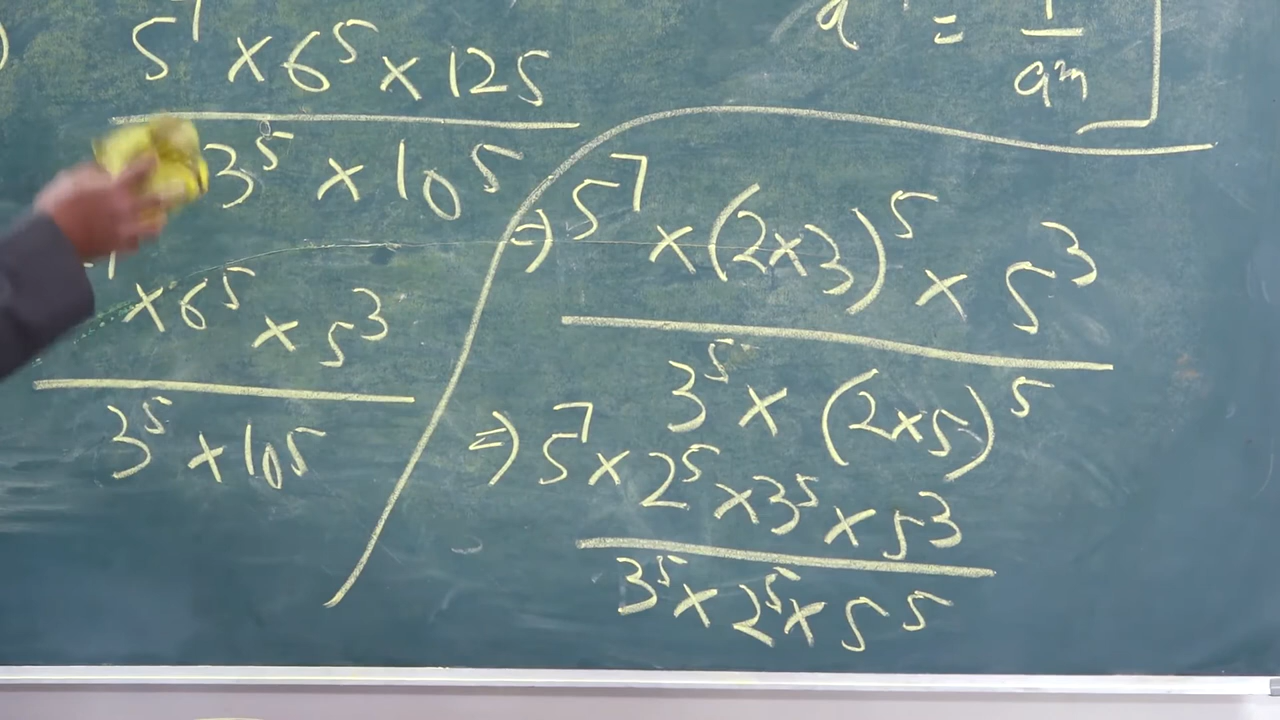 5⁷ × 6⁵ × 125
3⁵ × 10⁵
× 6⁵ × 5³
3⁵ × 10⁵
= 1
aᵐ
⇒ 5⁷ × (2×3)⁵ × 5³
3⁵ × (2×5)⁵
⇒ 5⁷ × 2⁵ × 3⁵ × 5³
3⁵ × 2⁵ × 5⁵